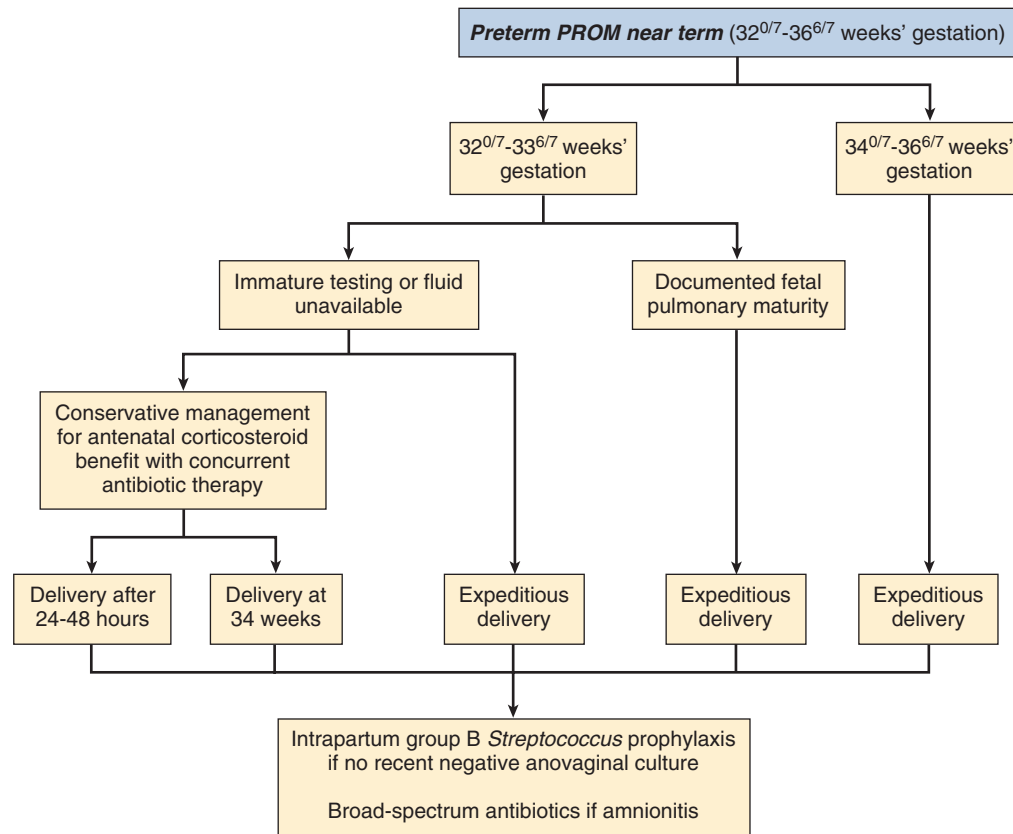 Preterm PROM near term (32⁰/⁷-36⁶/⁷ weeks' gestation)
32⁰/⁷-33⁶/⁷ weeks'
gestation
34⁰/⁷-36⁶/⁷ weeks'
gestation
Immature testing or fluid
unavailable
Documented fetal
pulmonary maturity
Conservative management
for antenatal corticosteroid
benefit with concurrent
antibiotic therapy
Delivery after
24-48 hours
Delivery at
34 weeks
Expeditious
delivery
Expeditious
delivery
Expeditious
delivery
Intrapartum group B Streptococcus prophylaxis
if no recent negative anovaginal culture
Broad-spectrum antibiotics if amnionitis